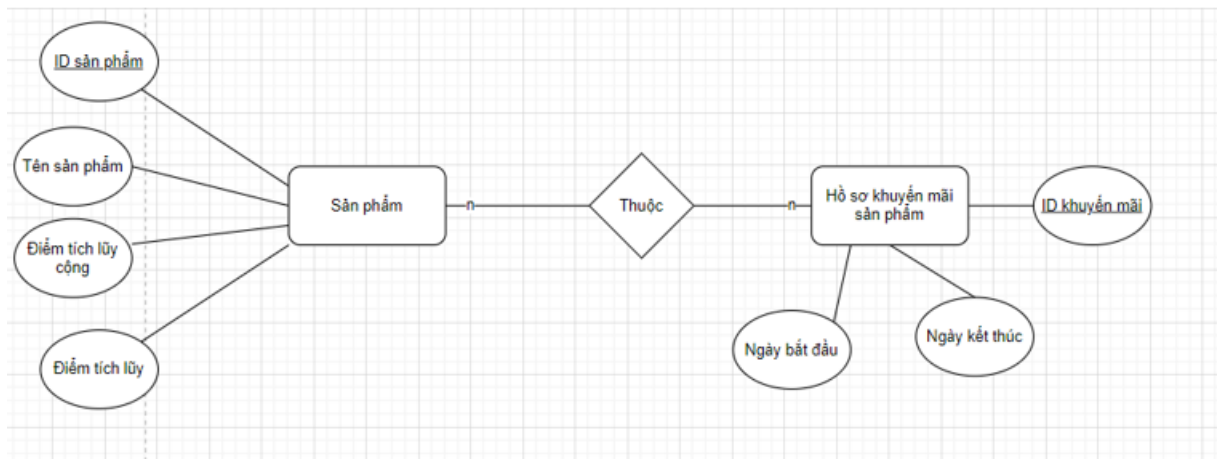 ID sản phẩm
Tên sản phẩm
Điểm tích lũy
cộng
Điểm tích lũy
Sản phẩm
n
Thuộc
n
Hồ sơ khuyến mãi
sản phẩm
ID khuyến mãi
Ngày bắt đầu
Ngày kết thúc